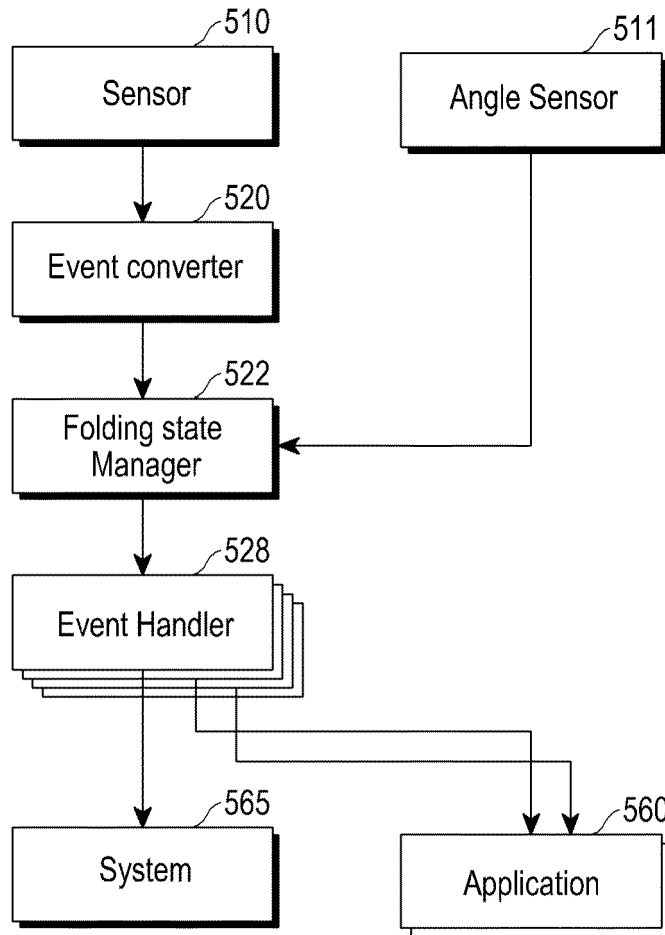 510
Sensor
511
Angle Sensor
520
Event converter
522
Folding state
Manager
528
Event Handler
565
System
560
Application